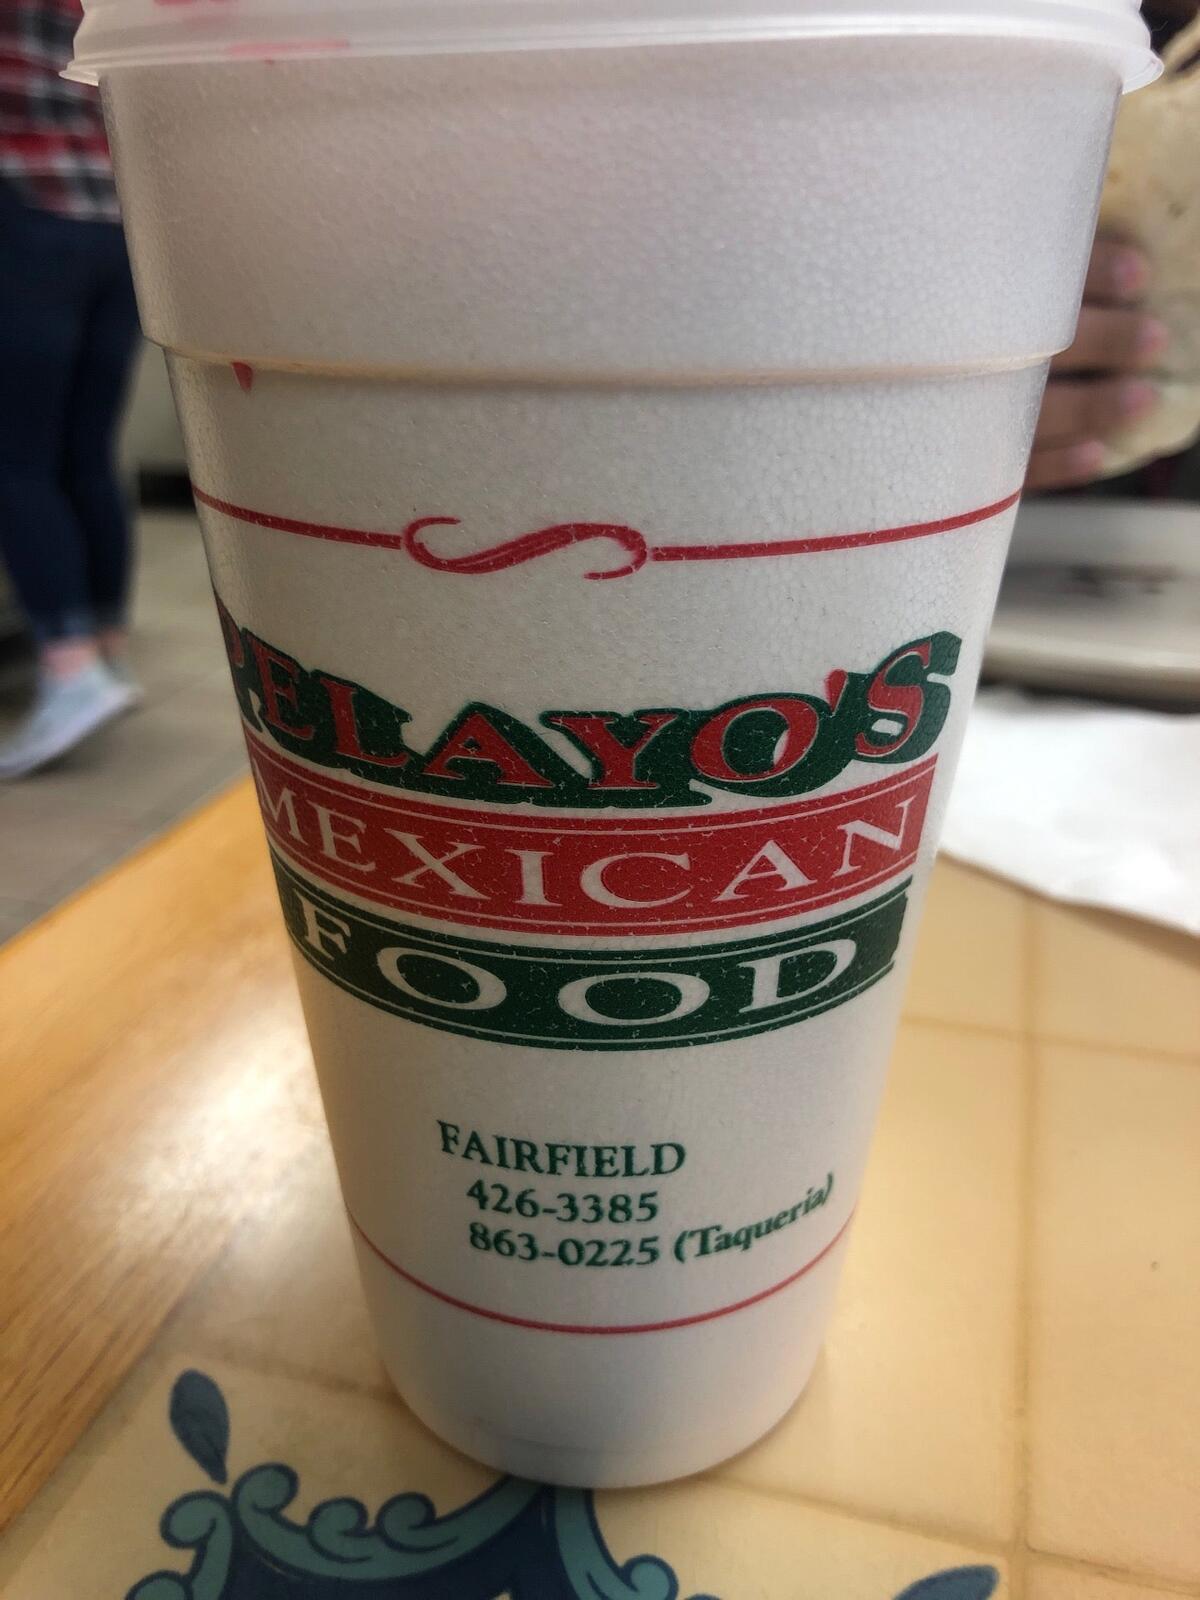 PELAYO'S
MEXICAN
FOOD
FAIRFIELD
426-3385
863-0225 (Taqueria)